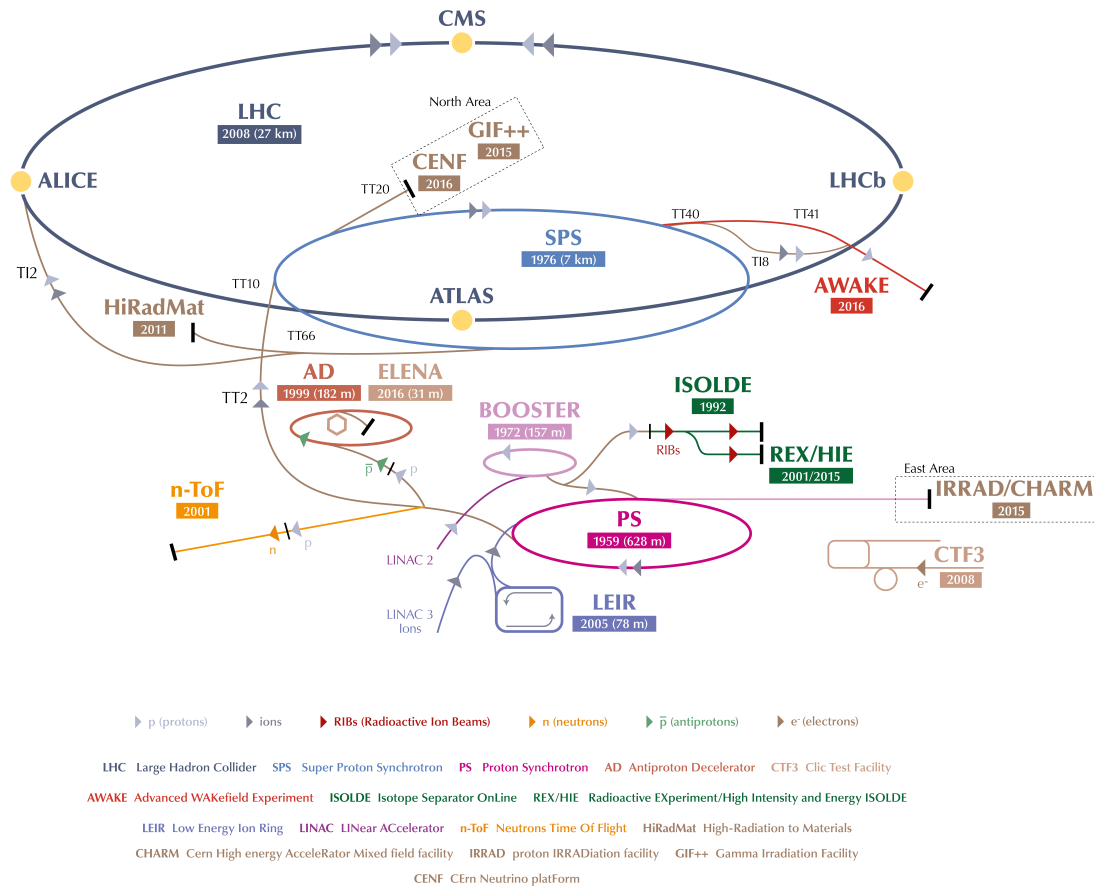 CMS
LHC
2008 (27 km)
North Area
GIF++
2015
CENF
2016
TT20
ALICE
LHCb
TT40
TT41
SPS
1976 (7 km)
TI8
TI2
TT10
ATLAS
AWAKE
2016
HiRadMat
2011
TT66
AD
1999 (182 m)
ELENA
2016 (31 m)
TT2
ISOLDE
1992
BOOSTER
1972 (157 m)
RIBs
REX/HIE
2001/2015
p̅
p
East Area
n-ToF
2001
IRRAD/CHARM
2015
PS
1959 (628 m)
n
p
LINAC 2
CTF3
2008
e-
LEIR
2005 (78 m)
LINAC 3
Ions
p (protons) ions RIBs (Radioactive Ion Beams) n (neutrons) p̅ (antiprotons) e- (electrons)
LHC Large Hadron Collider SPS Super Proton Synchrotron PS Proton Synchrotron AD Antiproton Decelerator CTF3 Clic Test Facility
AWAKE Advanced WAKefield Experiment ISOLDE Isotope Separator OnLine REX/HIE Radioactive EXperiment/High Intensity and Energy ISOLDE
LEIR Low Energy Ion Ring LINAC LINear ACcelerator n-ToF Neutrons Time Of Flight HiRadMat High-Radiation to Materials
CHARM Cern High energy AcceleRator Mixed field facility IRRAD proton IRRADiation facility GIF++ Gamma Irradiation Facility
CENF CErn Neutrino platForm